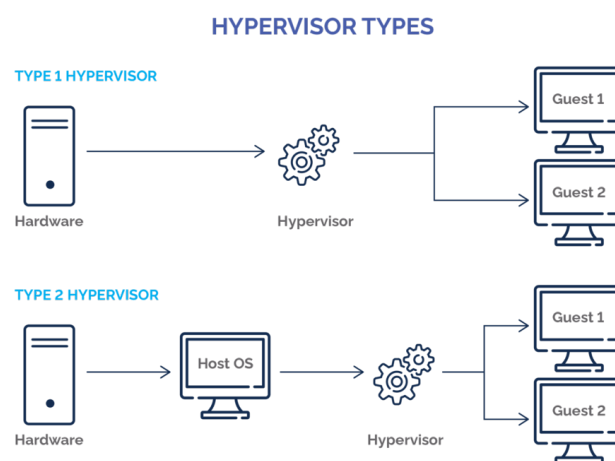 HYPERVISOR TYPES
TYPE 1 HYPERVISOR
Guest 1
Guest 2
Hardware
Hypervisor
TYPE 2 HYPERVISOR
Guest 1
Host OS
Guest 2
Hardware
Hypervisor